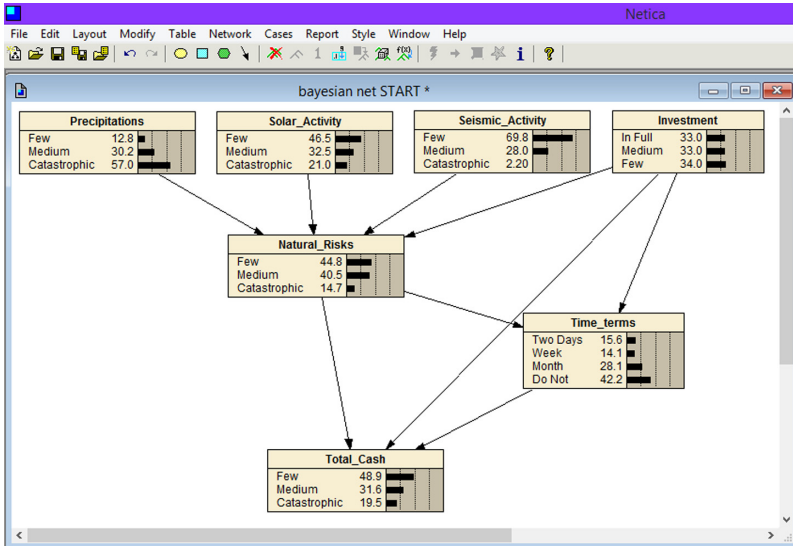 Netica
File Edit Layout Modify Table Network Cases Report Style Window Help
bayesian net START *
Precipitations
Few 12.8
Medium 30.2
Catastrophic 57.0
Solar_Activity
Few 46.5
Medium 32.5
Catastrophic 21.0
Seismic_Activity
Few 69.8
Medium 28.0
Catastrophic 2.20
Investment
In Full 33.0
Medium 33.0
Few 34.0
Natural_Risks
Few 44.8
Medium 40.5
Catastrophic 14.7
Time_terms
Two Days 15.6
Week 14.1
Month 28.1
Do Not 42.2
Total_Cash
Few 48.9
Medium 31.6
Catastrophic 19.5